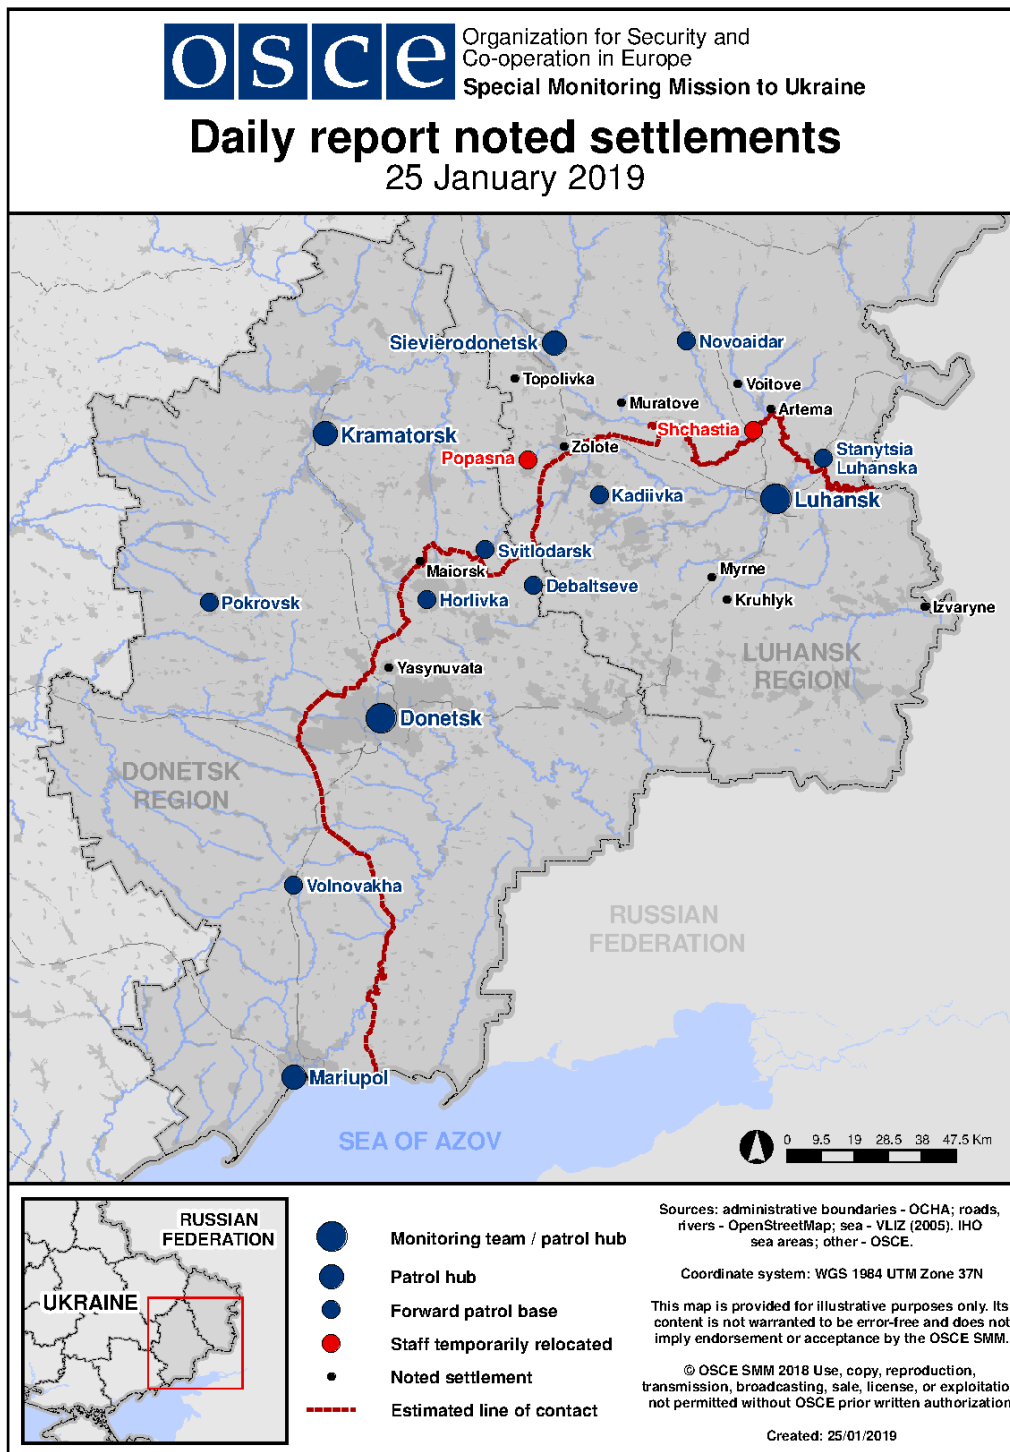 osce
Organization for Security and
Co-operation in Europe
Special Monitoring Mission to Ukraine
Daily report noted settlements
25 January 2019
Sievierodonetsk
Novoaidar
Topolivka
Voitove
Muratove
Artema
Shchastia
Kramatorsk
Zolote
Popasna
Stanytsia
Luhanska
Kadiivka
Luhansk
Svitlodarsk
Maiorsk
Myrne
Debaltseve
Horlivka
Kruhlyk
Pokrovsk
Izvaryne
LUHANSK
REGION
Yasynuvata
Donetsk
DONETSK
REGION
Volnovakha
RUSSIAN
FEDERATION
Mariupol
SEA OF AZOV
0 9.5 19 28.5 38 47.5 Km
RUSSIAN
FEDERATION
UKRAINE
Monitoring team / patrol hub
Patrol hub
Forward patrol base
Staff temporarily relocated
Noted settlement
Estimated line of contact
Sources: administrative boundaries - OCHA; roads,
rivers - OpenStreetMap; sea - VLIZ (2005). IHO
sea areas; other - OSCE.
Coordinate system: WGS 1984 UTM Zone 37N
This map is provided for illustrative purposes only. Its
content is not warranted to be error-free and does not
imply endorsement or acceptance by the OSCE SMM.
© OSCE SMM 2018 Use, copy, reproduction,
transmission, broadcasting, sale, license, or exploitatio
not permitted without OSCE prior written authorization
Created: 25/01/2019